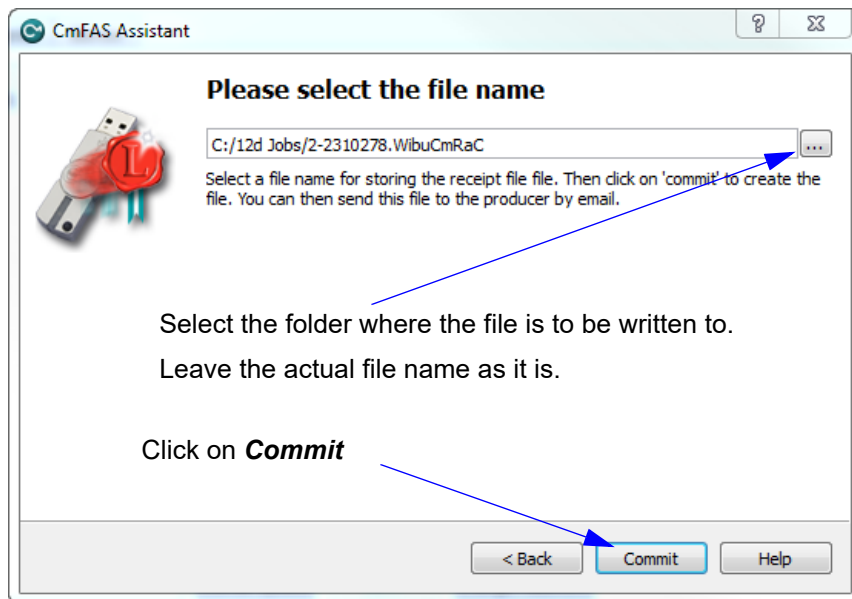 CmFAS Assistant
Please select the file name
C:/12d Jobs/2-2310278.WibuCmRaC
...
Select a file name for storing the receipt file file. Then click on 'commit' to create the
file. You can then send this file to the producer by email.
L
Select the folder where the file is to be written to.
Leave the actual file name as it is.
Click on Commit
< Back
Commit
Help